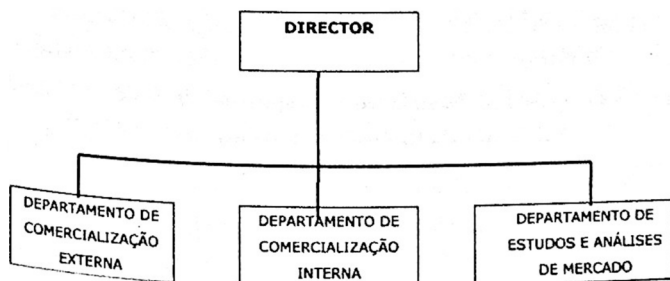 DIRECTOR
DEPARTAMENTO DE
COMERCIALIZAÇÃO
EXTERNA
DEPARTAMENTO DE
COMERCIALIZAÇÃO
INTERNA
DEPARTAMENTO DE
ESTUDOS E ANÁLISES
DE MERCADO